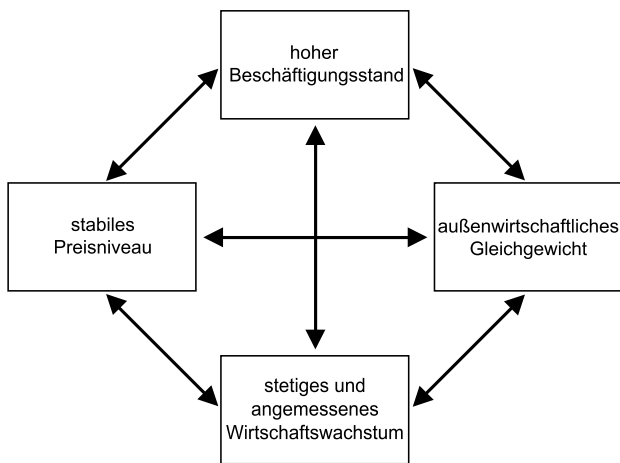 hoher
Beschäftigungsstand
stabiles
Preisniveau
außenwirtschaftliches
Gleichgewicht
stetiges und
angemessenes
Wirtschaftswachstum